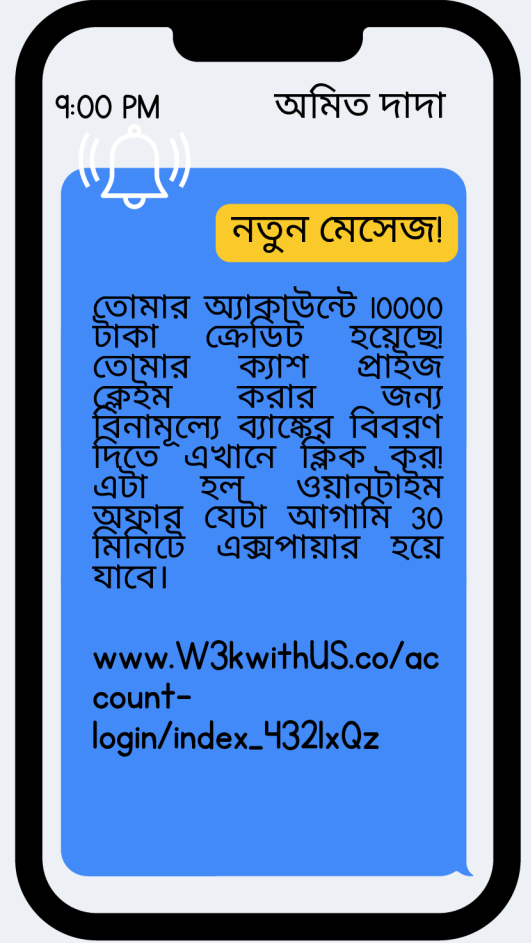 ৭:00 PM
অমিত দাদা
নতুন মেসেজ!
তোমার অ্যাকাউন্টে 10000
টাকা ক্রেডিট হয়েছে!
তোমার ক্যাশ প্রাইজ
ক্লেইম করার জন্য
বিনামূল্যে ব্যাঙ্কের বিবরণ
দিতে এখানে ক্লিক কর!
এটা হল ওয়ানটাইম
অফার যেটা আগামি 30
মিনিটে এক্সপায়ার হয়ে
যাবে।
www.W3kwithUS.co/ac
count-
login/index_4321xQz